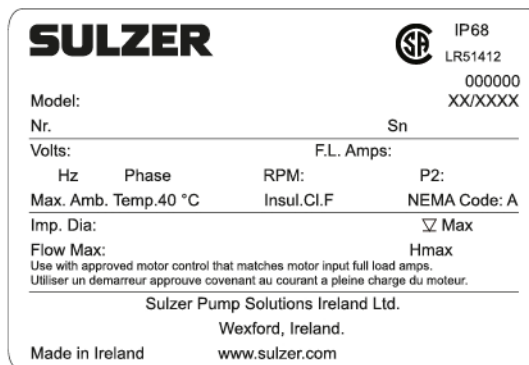 SULZER
SA IP68
LR51412
000000
Model: XX/XXXX
Nr. Sn
Volts: F.L. Amps:
Hz Phase RPM: P2:
Max. Amb. Temp.40 °C Insul.Cl.F NEMA Code: A
Imp. Dia: ▽ Max
Flow Max: Hmax
Use with approved motor control that matches motor input full load amps.
Utiliser un demarreur approuve covenant au courant a pleine charge du moteur.
Sulzer Pump Solutions Ireland Ltd.
Wexford, Ireland.
Made in Ireland www.sulzer.com